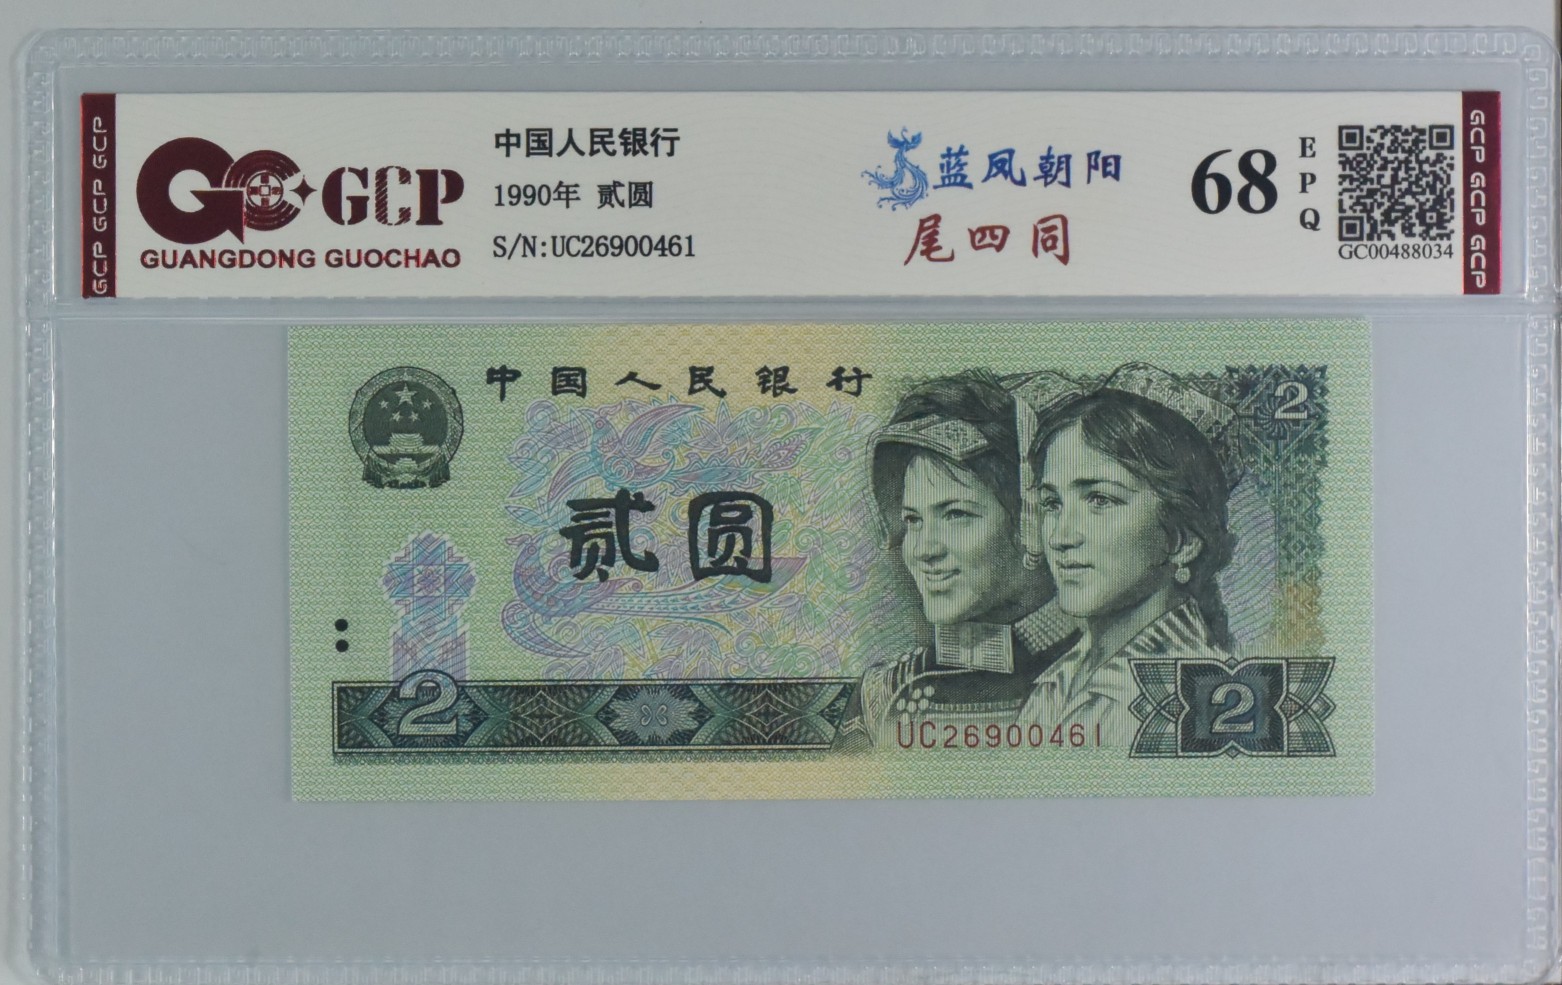 GCP GCP GCP
GCP
GUANGDONG GUOCHAO
中国人民银行
1990年 贰圆
S/N:UC26900461
蓝凤朝阳
尾四同
68
EPQ
GC00488034
GCP GCP GCP
中国人民银行
2
贰圆
2
UC26900461
2